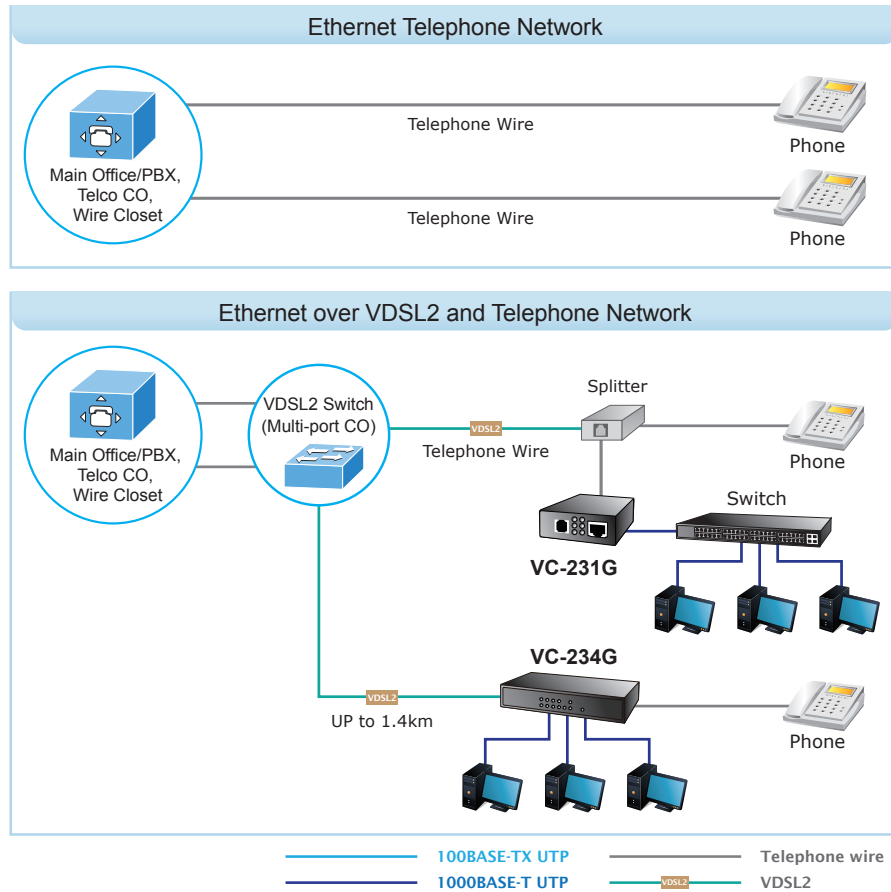 Ethernet Telephone Network
Telephone Wire
Phone
Main Office/PBX,
Telco CO,
Wire Closet
Telephone Wire
Phone
Ethernet over VDSL2 and Telephone Network
Splitter
VDSL2 Switch
(Multi-port CO)
VDSL2
Telephone Wire
Phone
Main Office/PBX,
Telco CO,
Wire Closet
Switch
VC-231G
VC-234G
VDSL2
UP to 1.4km
Phone
100BASE-TX UTP
Telephone wire
1000BASE-T UTP
VDSL2
VDSL2